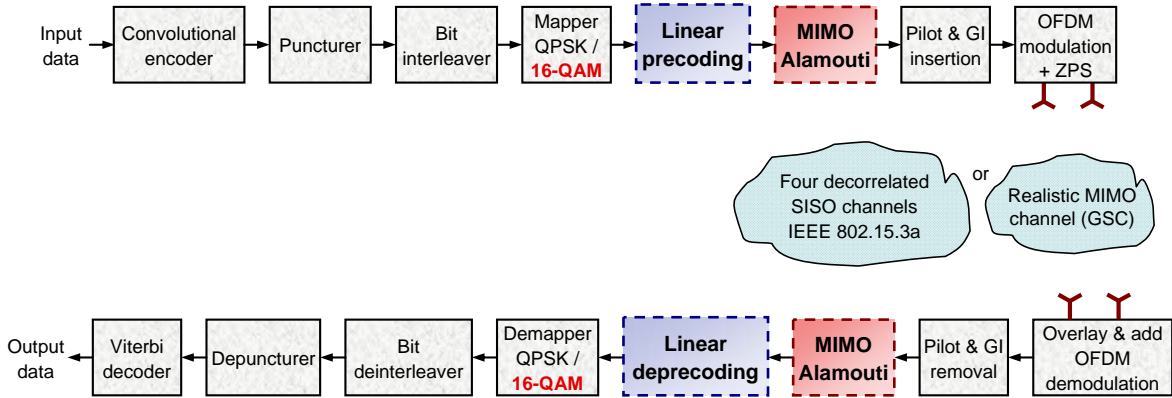 Input
data
Convolutional
encoder
Puncturer
Bit
interleaver
Mapper
QPSK /
16-QAM
Linear
precoding
MIMO
Alamouti
Pilot & GI
insertion
OFDM
modulation
+ ZPS
Four decorrelated
SISO channels
IEEE 802.15.3a
or
Realistic MIMO
channel (GSC)
Output
data
Viterbi
decoder
Depuncturer
Bit
deinterleaver
Demapper
QPSK /
16-QAM
Linear
deprecoding
MIMO
Alamouti
Pilot & GI
removal
Overlay & add
OFDM
demodulation